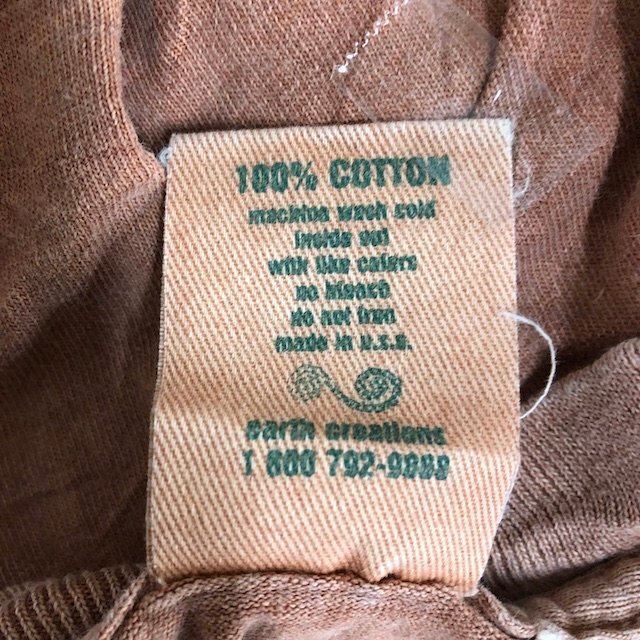 100% COTTON
machine wash cold
inside out
with like colors
no bleach
do not iron
made in u.s.a.
earth creations
1 800 792-9868